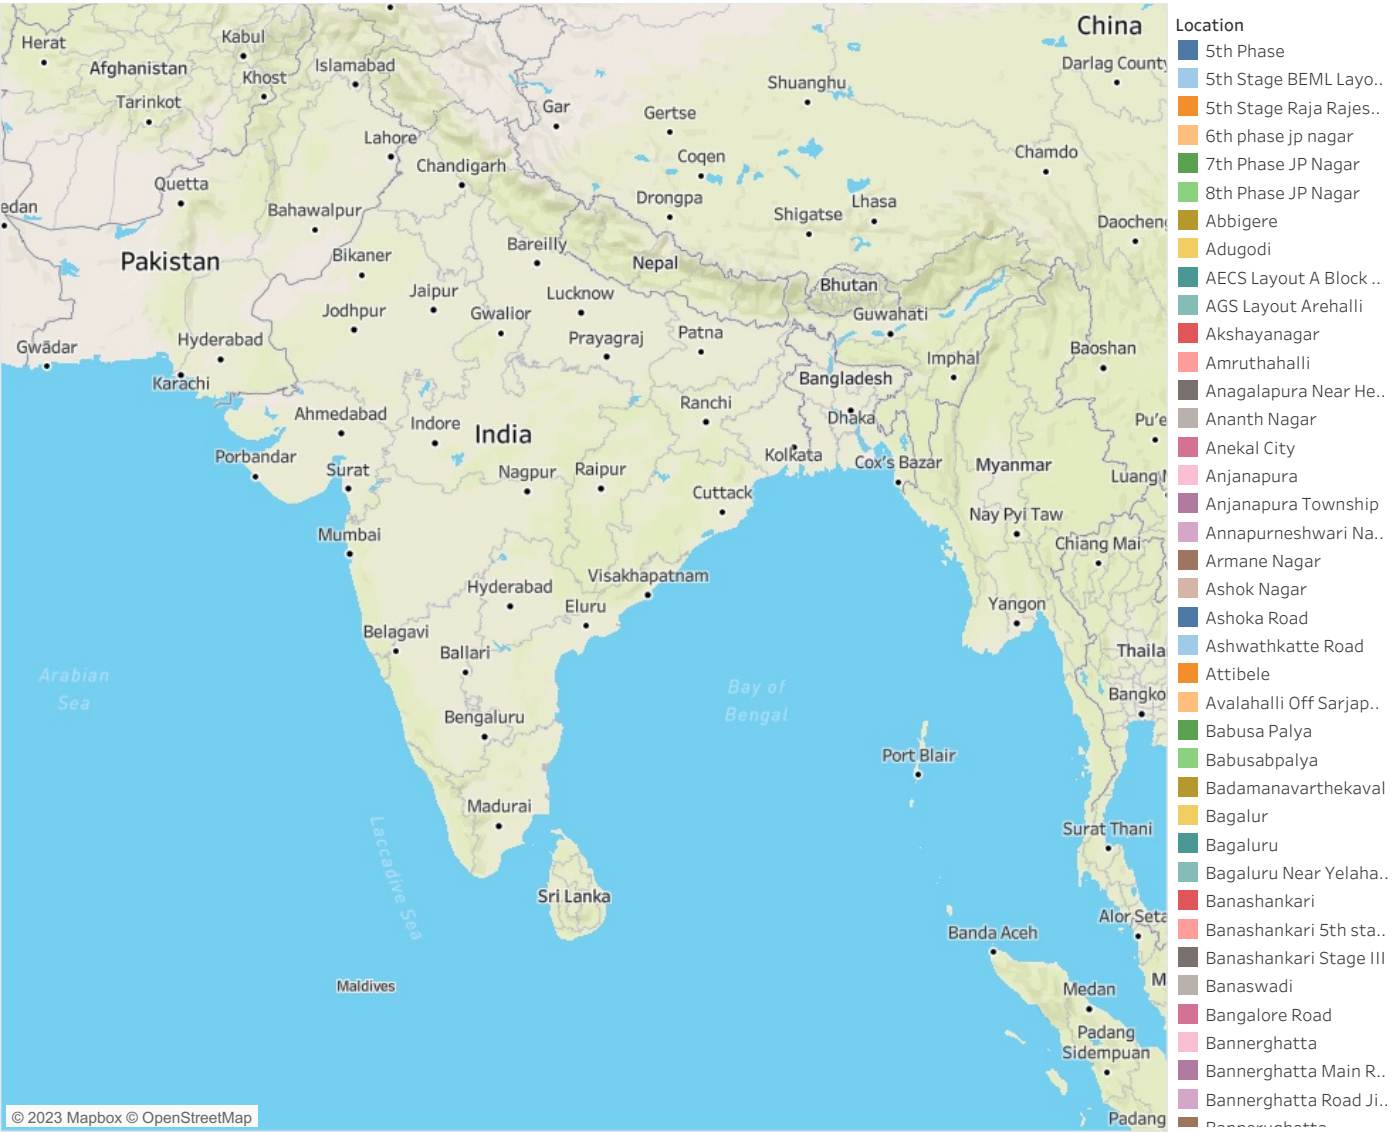 China
Herat
Kabul
Afghanistan
Khost
Islamabad
Tarinkot
Shuanghu
Darlag County
Gar
Gertse
Lahore
Chandigarh
Coqen
Chamdo
Quetta
Drongpa
Bahawalpur
Shigatse
Lhasa
edan
Daocheng
Pakistan
Bikaner
Bareilly
Nepal
Jaipur
Lucknow
Bhutan
Jodhpur
Gwalior
Guwahati
Gwādar
Hyderabad
Prayagraj
Patna
Imphal
Baoshan
Karachi
Bangladesh
Ahmedabad
Indore
India
Ranchi
Dhaka
Pu'e
Porbandar
Surat
Nagpur
Raipur
Kolkata
Cox's Bazar
Myanmar
Luang
Cuttack
Nay Pyi Taw
Mumbai
Chiang Mai
Hyderabad
Visakhapatnam
Eluru
Yangon
Belagavi
Ballari
Thaila
Arabian
Sea
Bay of
Bengal
Bangko
Bengaluru
Port Blair
Madurai
Surat Thani
Laccadive Sea
Sri Lanka
Alor Seta
Banda Aceh
Maldives
M
Medan
Padang
Sidempuan
Padang
© 2023 Mapbox © OpenStreetMap
Location
5th Phase
5th Stage BEML Layo..
5th Stage Raja Rajes..
6th phase jp nagar
7th Phase JP Nagar
8th Phase JP Nagar
Abbigere
Adugodi
AECS Layout A Block ..
AGS Layout Arehalli
Akshayanagar
Amruthahalli
Anagalapura Near He..
Ananth Nagar
Anekal City
Anjanapura
Anjanapura Township
Annapurneshwari Na..
Armane Nagar
Ashok Nagar
Ashoka Road
Ashwathkatte Road
Attibele
Avalahalli Off Sarjap..
Babusa Palya
Babusabpalya
Badamanavarthekaval
Bagalur
Bagaluru
Bagaluru Near Yelaha..
Banashankari
Banashankari 5th sta..
Banashankari Stage III
Banaswadi
Bangalore Road
Bannerghatta
Bannerghatta Main R..
Bannerghatta Road Ji..